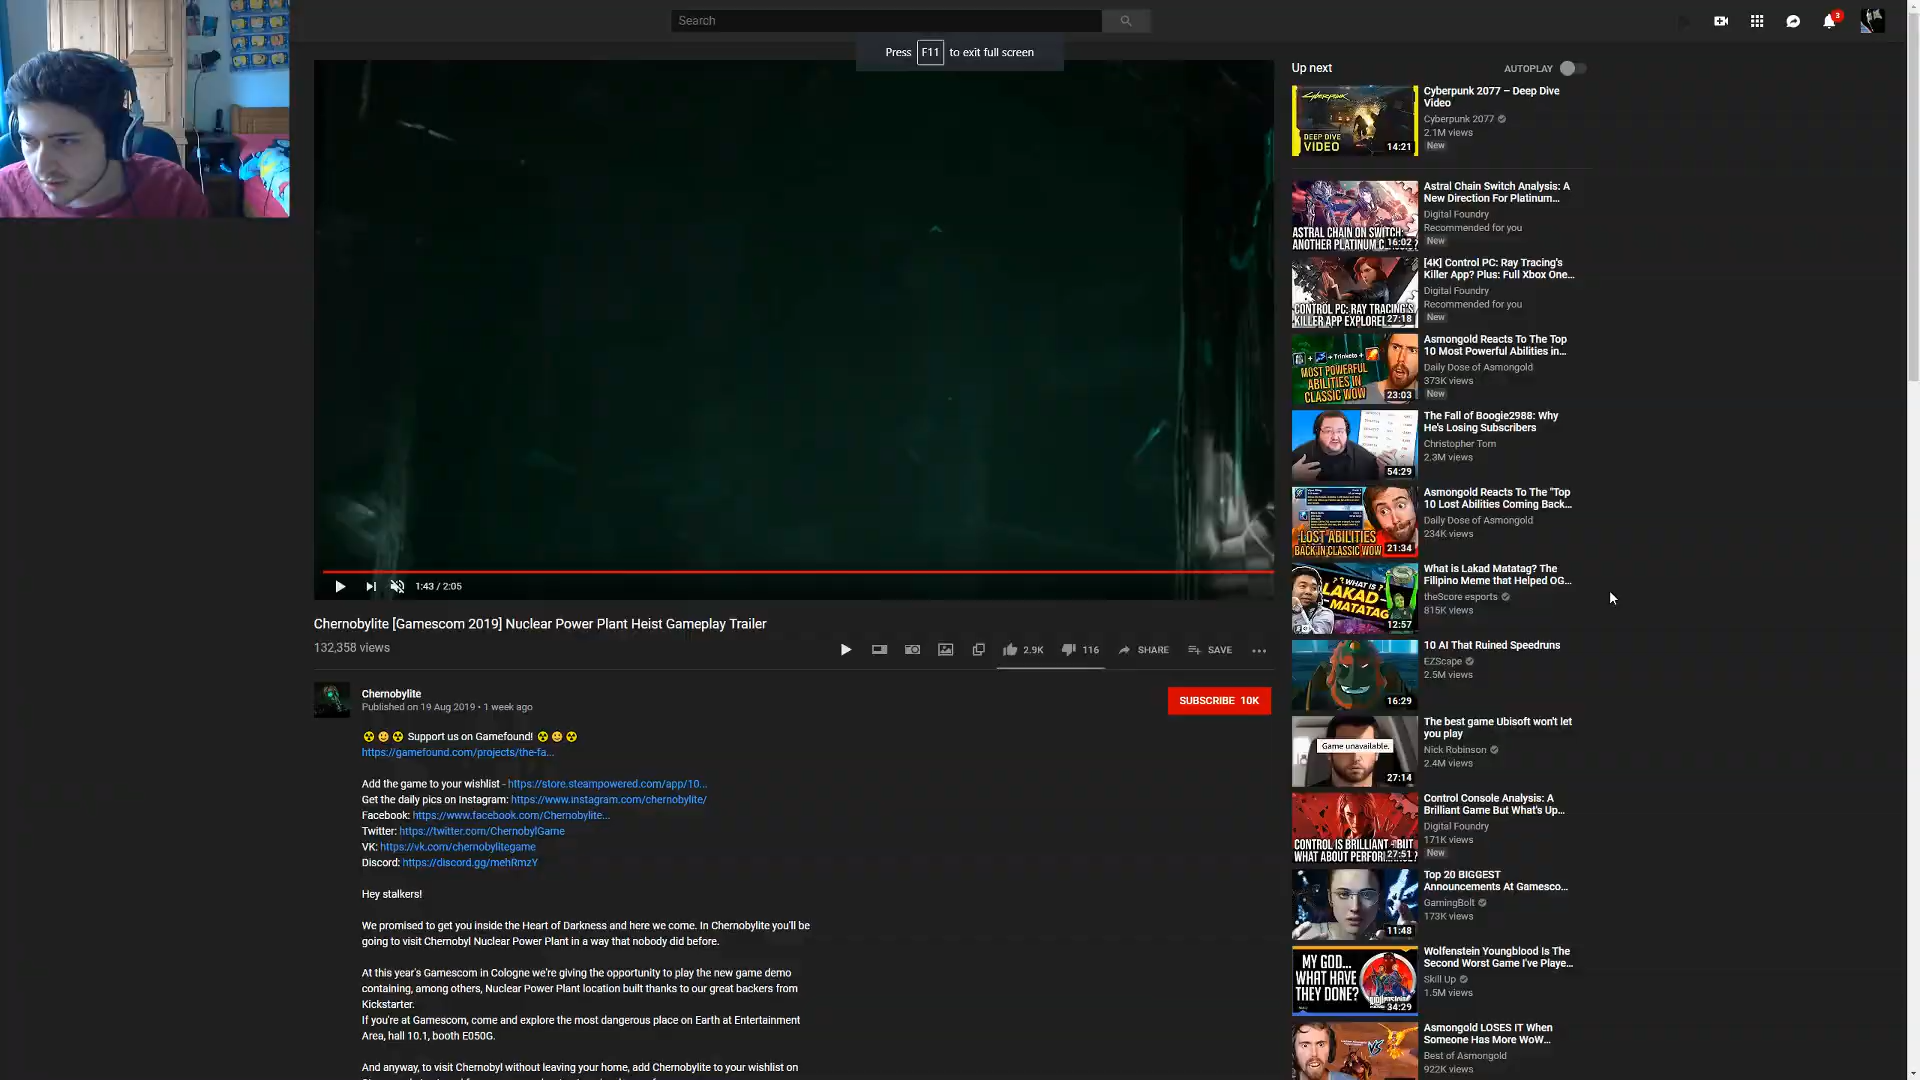 Search
Press F11 to exit full screen
3
1:43 / 2:05
Chernobylite [Gamescom 2019] Nuclear Power Plant Heist Gameplay Trailer
132,358 views
2.9K
116
SHARE
SAVE
Chernobylite
Published on 19 Aug 2019 • 1 week ago
SUBSCRIBE 10K
Support us on Gamefound!
https://gamefound.com/projects/the-fa...
Add the game to your wishlist - https://store.steampowered.com/app/10...
Get the daily pics on Instagram: https://www.instagram.com/chernobylite/
Facebook: https://www.facebook.com/Chernobylite...
Twitter: https://twitter.com/ChernobylGame
VK: https://vk.com/chernobylitegame
Discord: https://discord.gg/mehRmzY
Hey stalkers!
We promised to get you inside the Heart of Darkness and here we come. In Chernobylite you'll be
going to visit Chernobyl Nuclear Power Plant in a way that nobody did before.
At this year's Gamescom in Cologne we're giving the opportunity to play the new game demo
containing, among others, Nuclear Power Plant location built thanks to our great backers from
Kickstarter.
If you're at Gamescom, come and explore the most dangerous place on Earth at Entertainment
Area, hall 10.1, booth E050G.
And anyway, to visit Chernobyl without leaving your home, add Chernobylite to your wishlist on
Up next
AUTOPLAY
CYBERPUNK
DEEP DIVE
VIDEO
14:21
Cyberpunk 2077 – Deep Dive
Video
Cyberpunk 2077
2.1M views
New
ASTRAL CHAIN ON SWITCH:
ANOTHER PLATINUM C
16:02
Astral Chain Switch Analysis: A
New Direction For Platinum...
Digital Foundry
Recommended for you
New
CONTROL PC: RAY TRACING'S
KILLER APP EXPLORE
27:18
[4K] Control PC: Ray Tracing's
Killer App? Plus: Full Xbox One...
Digital Foundry
Recommended for you
New
+ Trinkets +
MOST POWERFUL
ABILITIES IN
CLASSIC WOW
23:03
Asmongold Reacts To The Top
10 Most Powerful Abilities in...
Daily Dose of Asmongold
373K views
New
54:29
The Fall of Boogie2988: Why
He's Losing Subscribers
Christopher Tom
2.3M views
LOST ABILITIES
BACK IN CLASSIC WOW
21:34
Asmongold Reacts To The "Top
10 Lost Abilities Coming Back...
Daily Dose of Asmongold
234K views
? WHAT IS ?
LAKAD
MATATAG
12:57
What is Lakad Matatag? The
Filipino Meme that Helped OG...
theScore esports
815K views
16:29
10 AI That Ruined Speedruns
EZScape
2.5M views
Game unavailable.
27:14
The best game Ubisoft won't let
you play
Nick Robinson
2.4M views
CONTROL IS BRILLIANT - BUT
WHAT ABOUT PERFORMANCE?
27:51
Control Console Analysis: A
Brilliant Game But What's Up...
Digital Foundry
171K views
New
11:48
Top 20 BIGGEST
Announcements At Gamesco...
GamingBolt
173K views
MY GOD...
WHAT HAVE
THEY DONE?
34:29
Wolfenstein Youngblood Is The
Second Worst Game I've Playe...
Skill Up
1.5M views
VS
Asmongold LOSES IT When
Someone Has More WoW...
Best of Asmongold
922K views